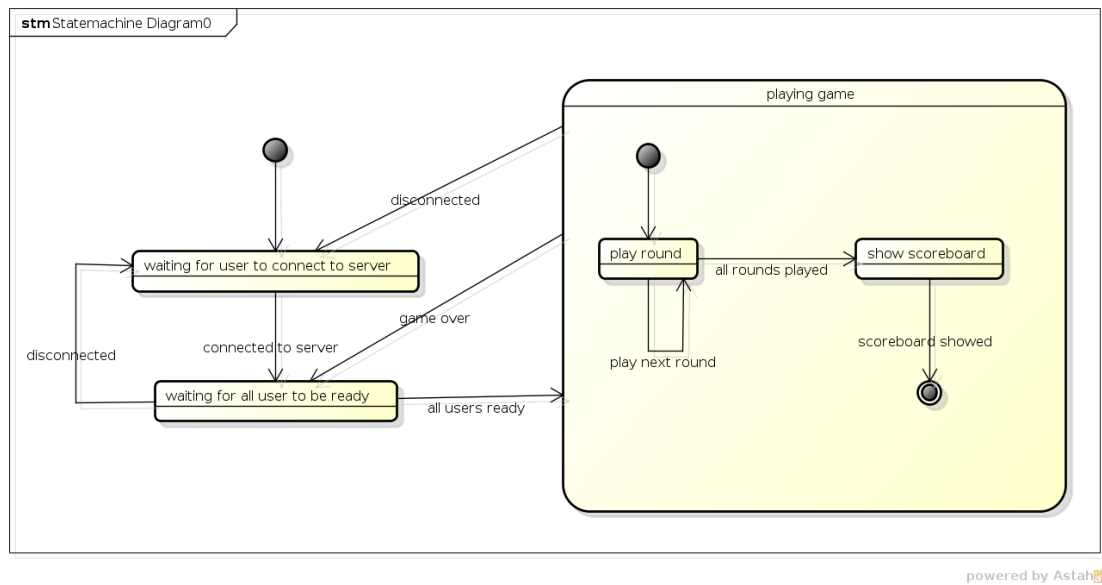 stm Statemachine Diagram0
playing game
disconnected
play round
show scoreboard
waiting for user to connect to server
all rounds played
game over
scoreboard showed
connected to server
disconnected
play next round
waiting for all user to be ready
all users ready
powered by Astah